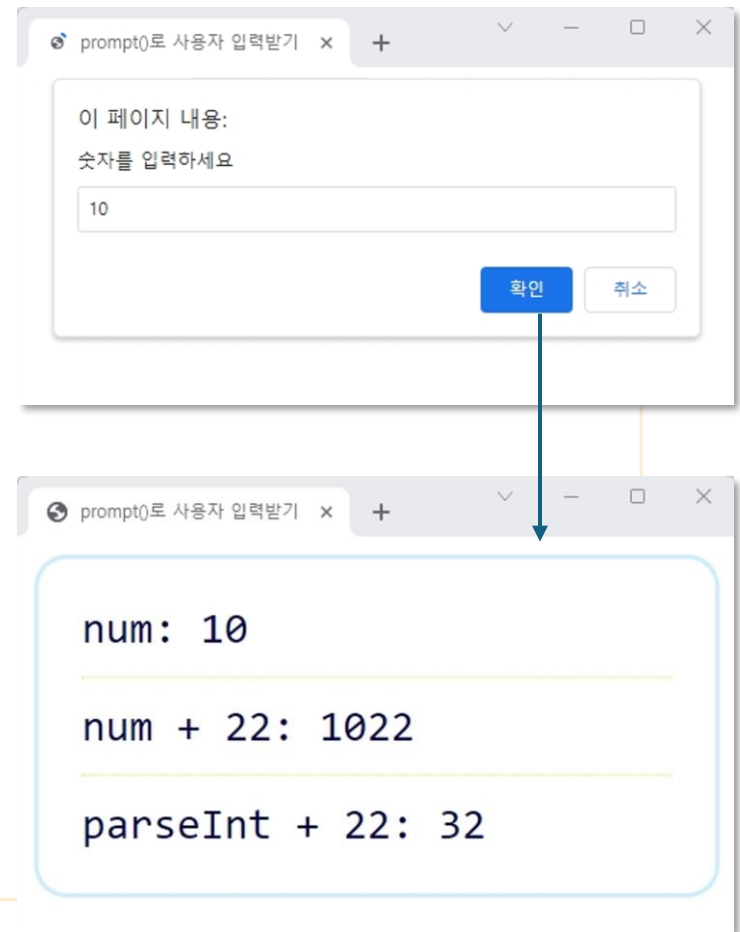 prompt()로 사용자 입력받기
이 페이지 내용:
숫자를 입력하세요
10
확인 취소
prompt()로 사용자 입력받기
num: 10
num + 22: 1022
parseInt + 22: 32